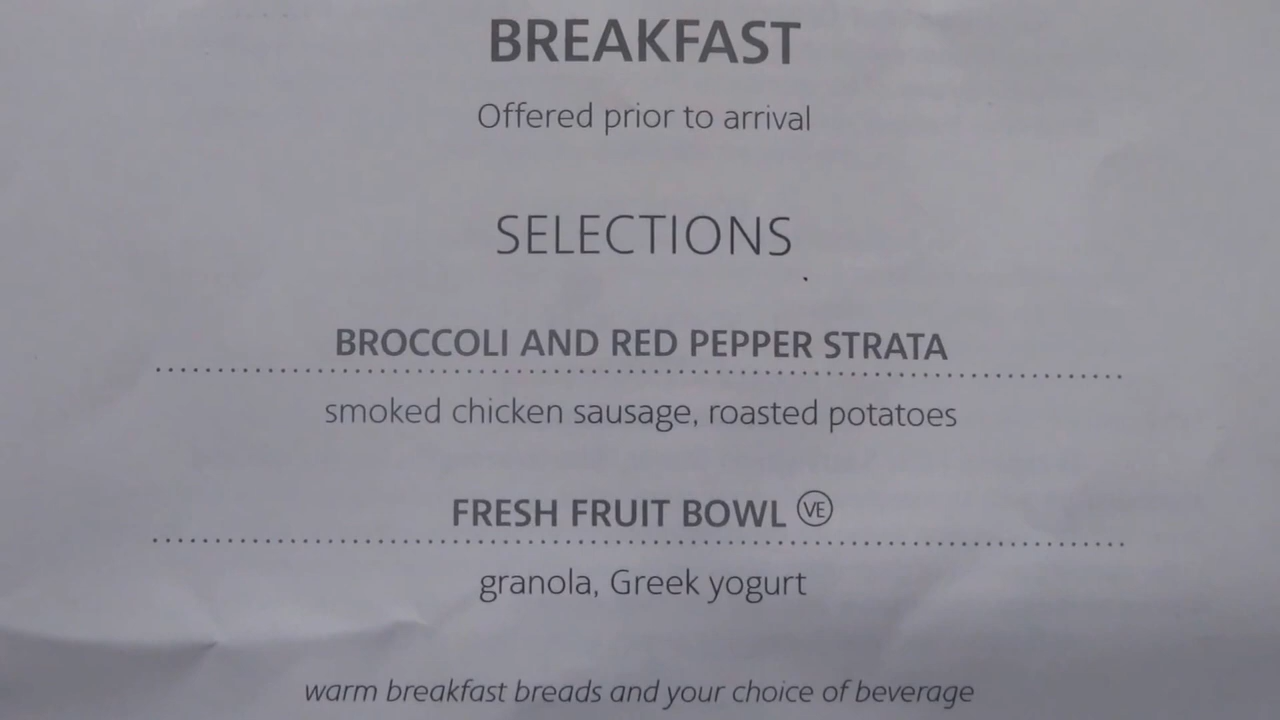 BREAKFAST
Offered prior to arrival
SELECTIONS
BROCCOLI AND RED PEPPER STRATA
smoked chicken sausage, roasted potatoes
FRESH FRUIT BOWL VE
granola, Greek yogurt
warm breakfast breads and your choice of beverage